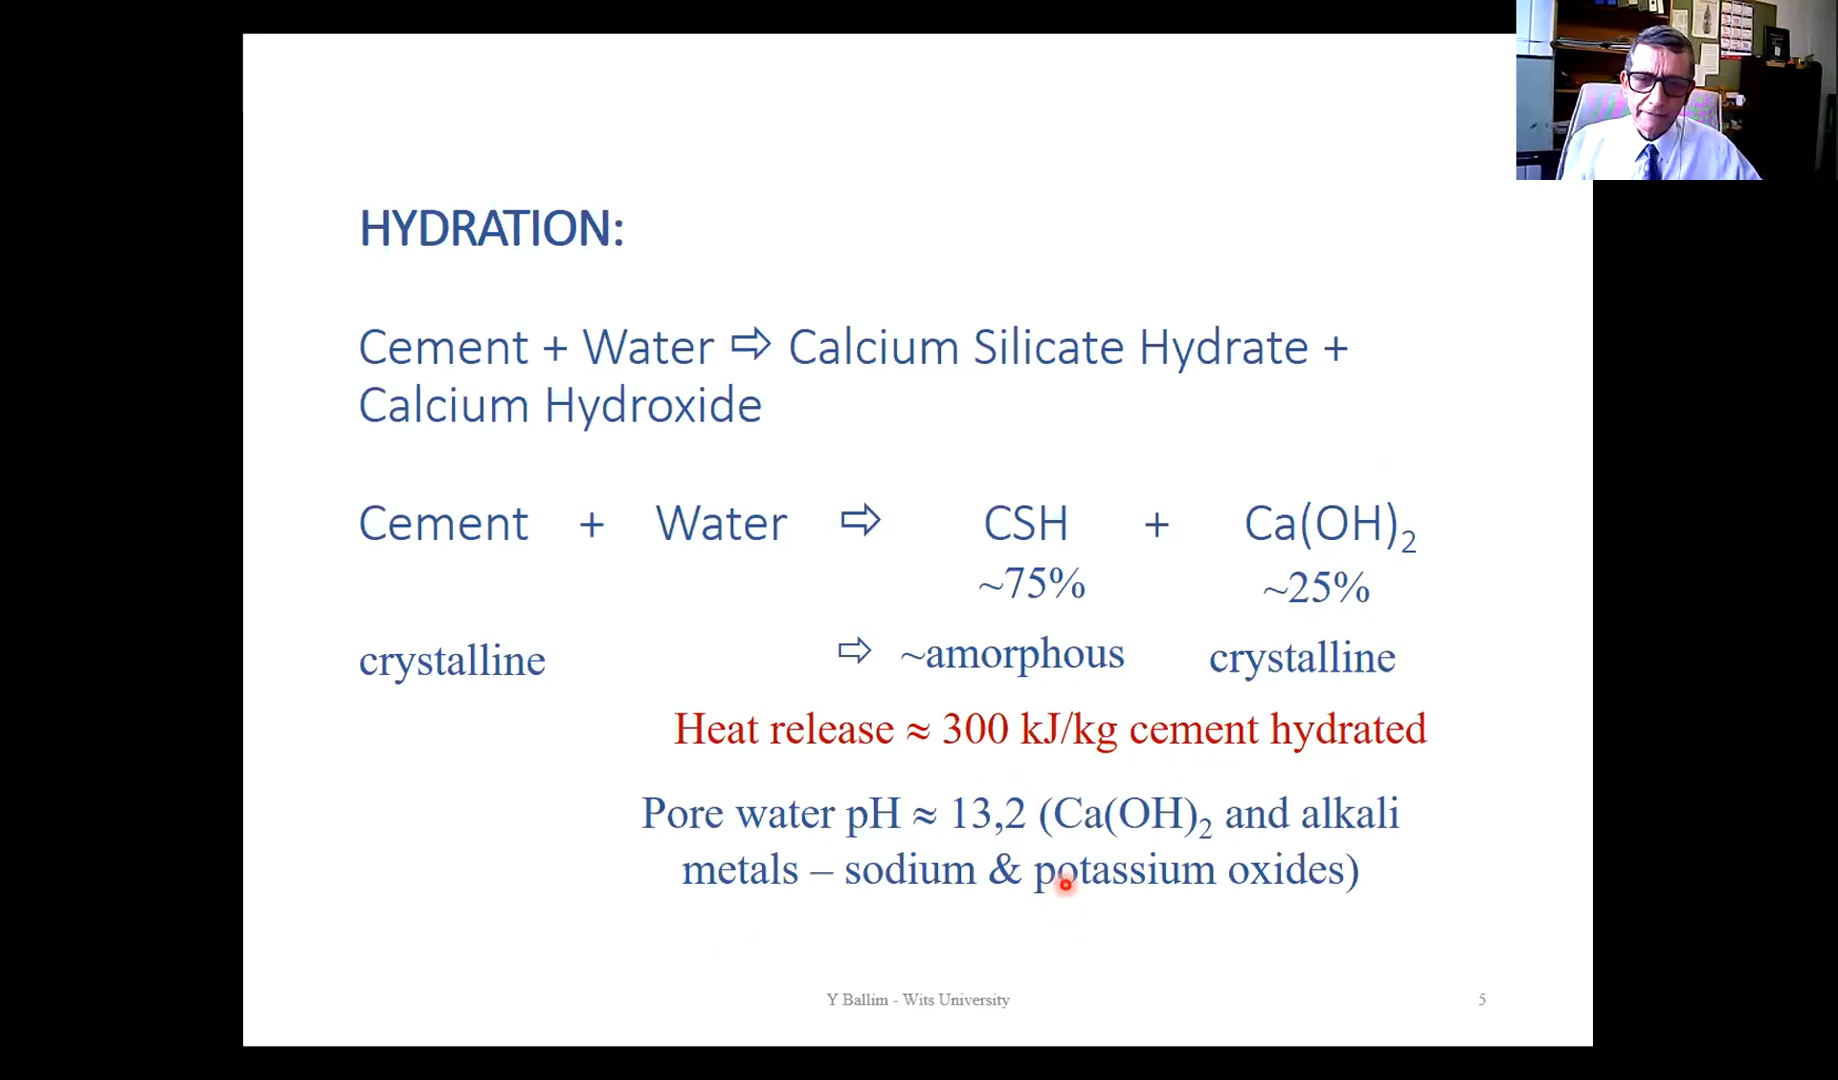 HYDRATION:
Cement + Water ⇨ Calcium Silicate Hydrate +
Calcium Hydroxide
Cement + Water ⇨ CSH + Ca(OH)₂
~75% ~25%
crystalline ⇨ ~amorphous crystalline
Heat release ≈ 300 kJ/kg cement hydrated
Pore water pH ≈ 13,2 (Ca(OH)₂ and alkali
metals – sodium & potassium oxides)
Y Ballim - Wits University 5